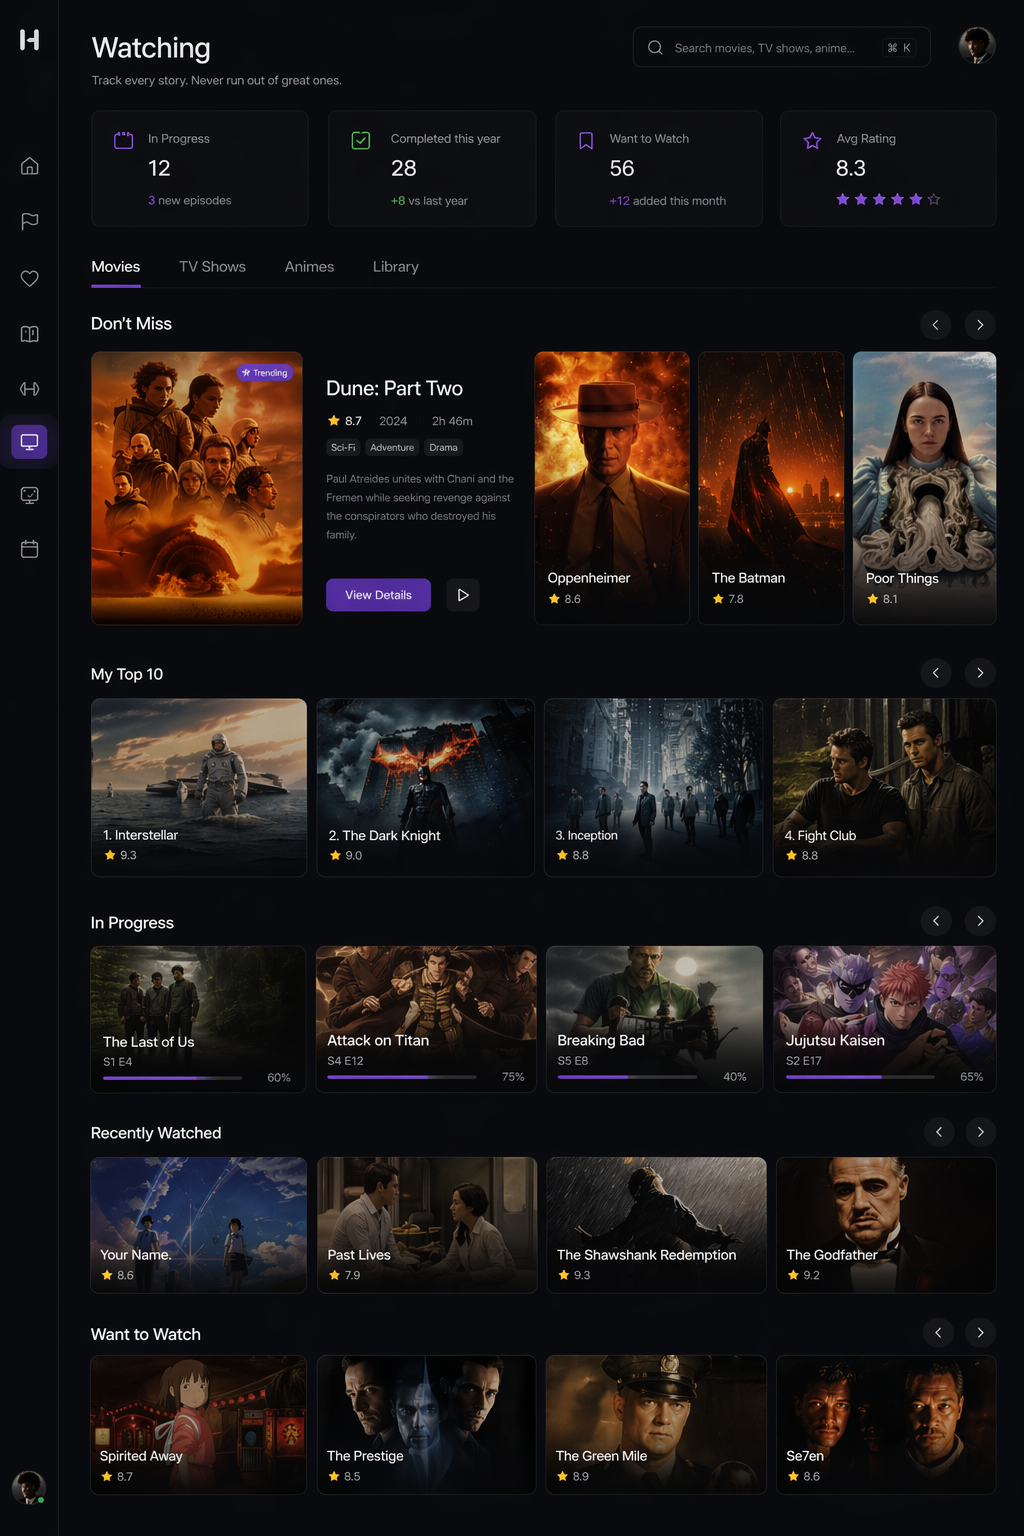 H
Watching
Track every story. Never run out of great ones.
Search movies, TV shows, anime...
⌘ K
In Progress
12
3 new episodes
Completed this year
28
+8 vs last year
Want to Watch
56
+12 added this month
Avg Rating
8.3
Movies
TV Shows
Animes
Library
Don't Miss
Trending
Dune: Part Two
8.7
2024
2h 46m
Sci-Fi
Adventure
Drama
Paul Atreides unites with Chani and the
Fremen while seeking revenge against
the conspirators who destroyed his
family.
View Details
Oppenheimer
8.6
The Batman
7.8
Poor Things
8.1
My Top 10
1. Interstellar
9.3
2. The Dark Knight
9.0
3. Inception
8.8
4. Fight Club
8.8
In Progress
The Last of Us
S1 E4
60%
Attack on Titan
S4 E12
75%
Breaking Bad
S5 E8
40%
Jujutsu Kaisen
S2 E17
65%
Recently Watched
Your Name.
8.6
Past Lives
7.9
The Shawshank Redemption
9.3
The Godfather
9.2
Want to Watch
Spirited Away
8.7
The Prestige
8.5
The Green Mile
8.9
Se7en
8.6